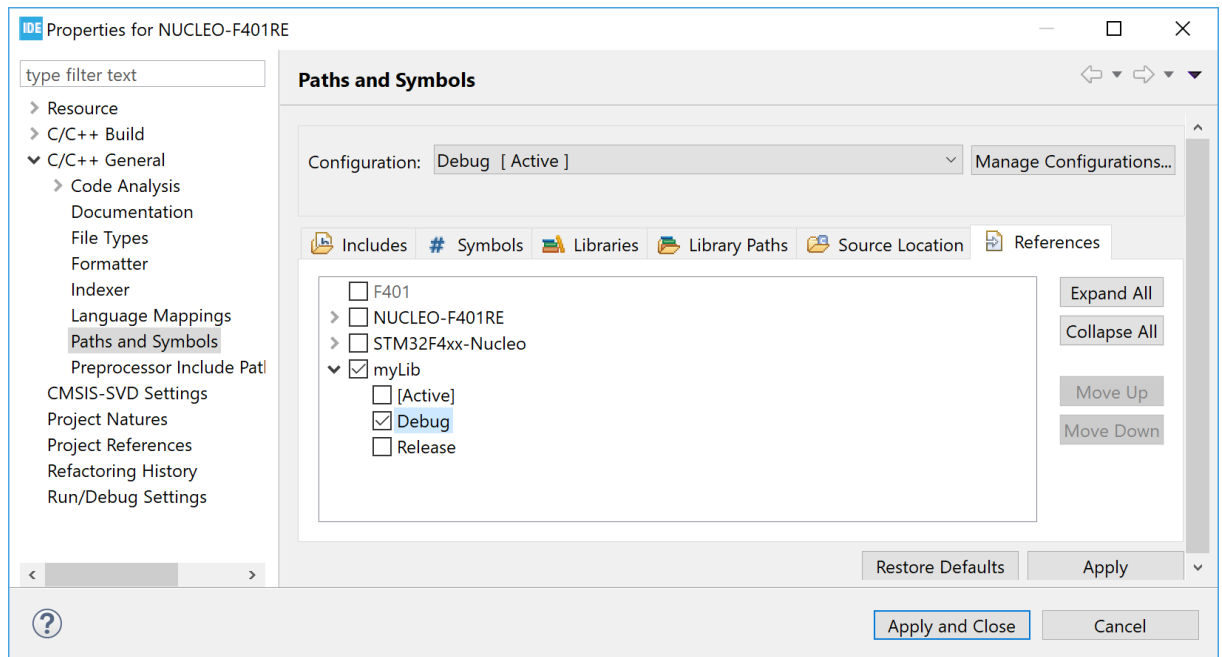 IDE Properties for NUCLEO-F401RE
type filter text
Resource
C/C++ Build
C/C++ General
Code Analysis
Documentation
File Types
Formatter
Indexer
Language Mappings
Paths and Symbols
Preprocessor Include Pat
CMSIS-SVD Settings
Project Natures
Project References
Refactoring History
Run/Debug Settings
Paths and Symbols
Configuration: Debug [ Active ] Manage Configurations...
Includes # Symbols Libraries Library Paths Source Location References
F401
NUCLEO-F401RE
STM32F4xx-Nucleo
myLib
[Active]
Debug
Release
Expand All
Collapse All
Move Up
Move Down
Restore Defaults Apply
? Apply and Close Cancel